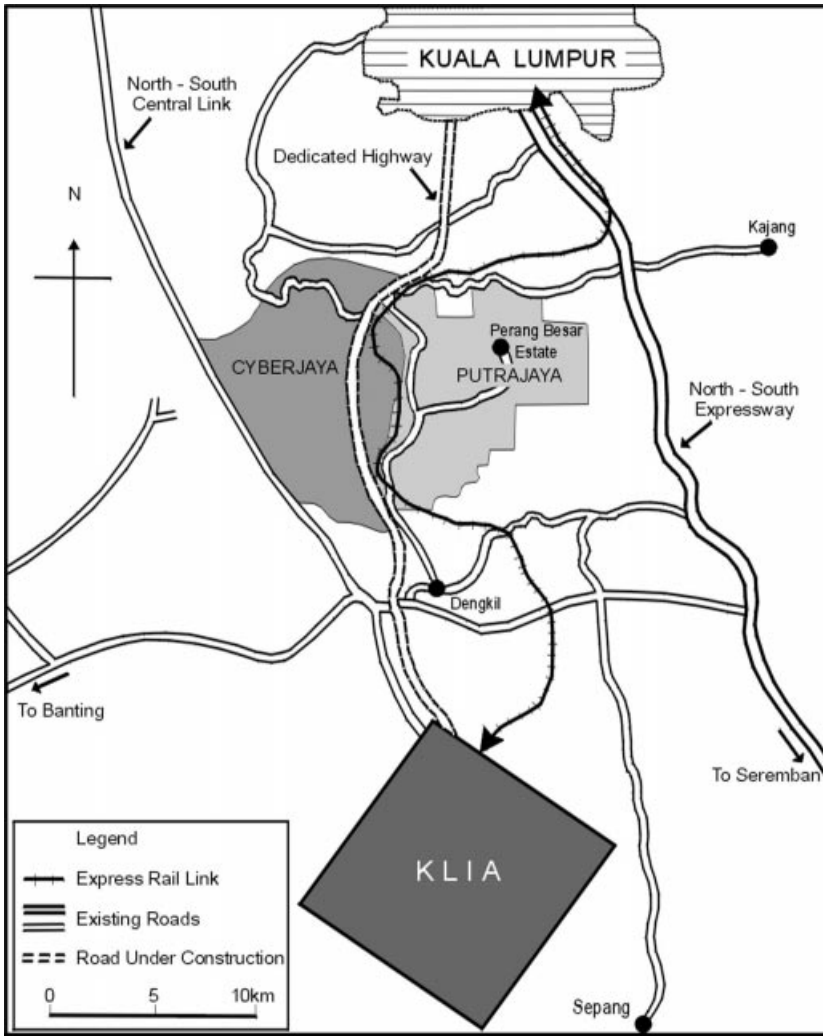 KUALA LUMPUR
North - South
Central Link
Dedicated Highway
N
Kajang
Perang Besar
Estate
CYBERJAYA
PUTRAJAYA
North - South
Expressway
Dengkil
To Banting
To Seremban
KLIA
Legend
Express Rail Link
Existing Roads
Road Under Construction
0 5 10km
Sepang